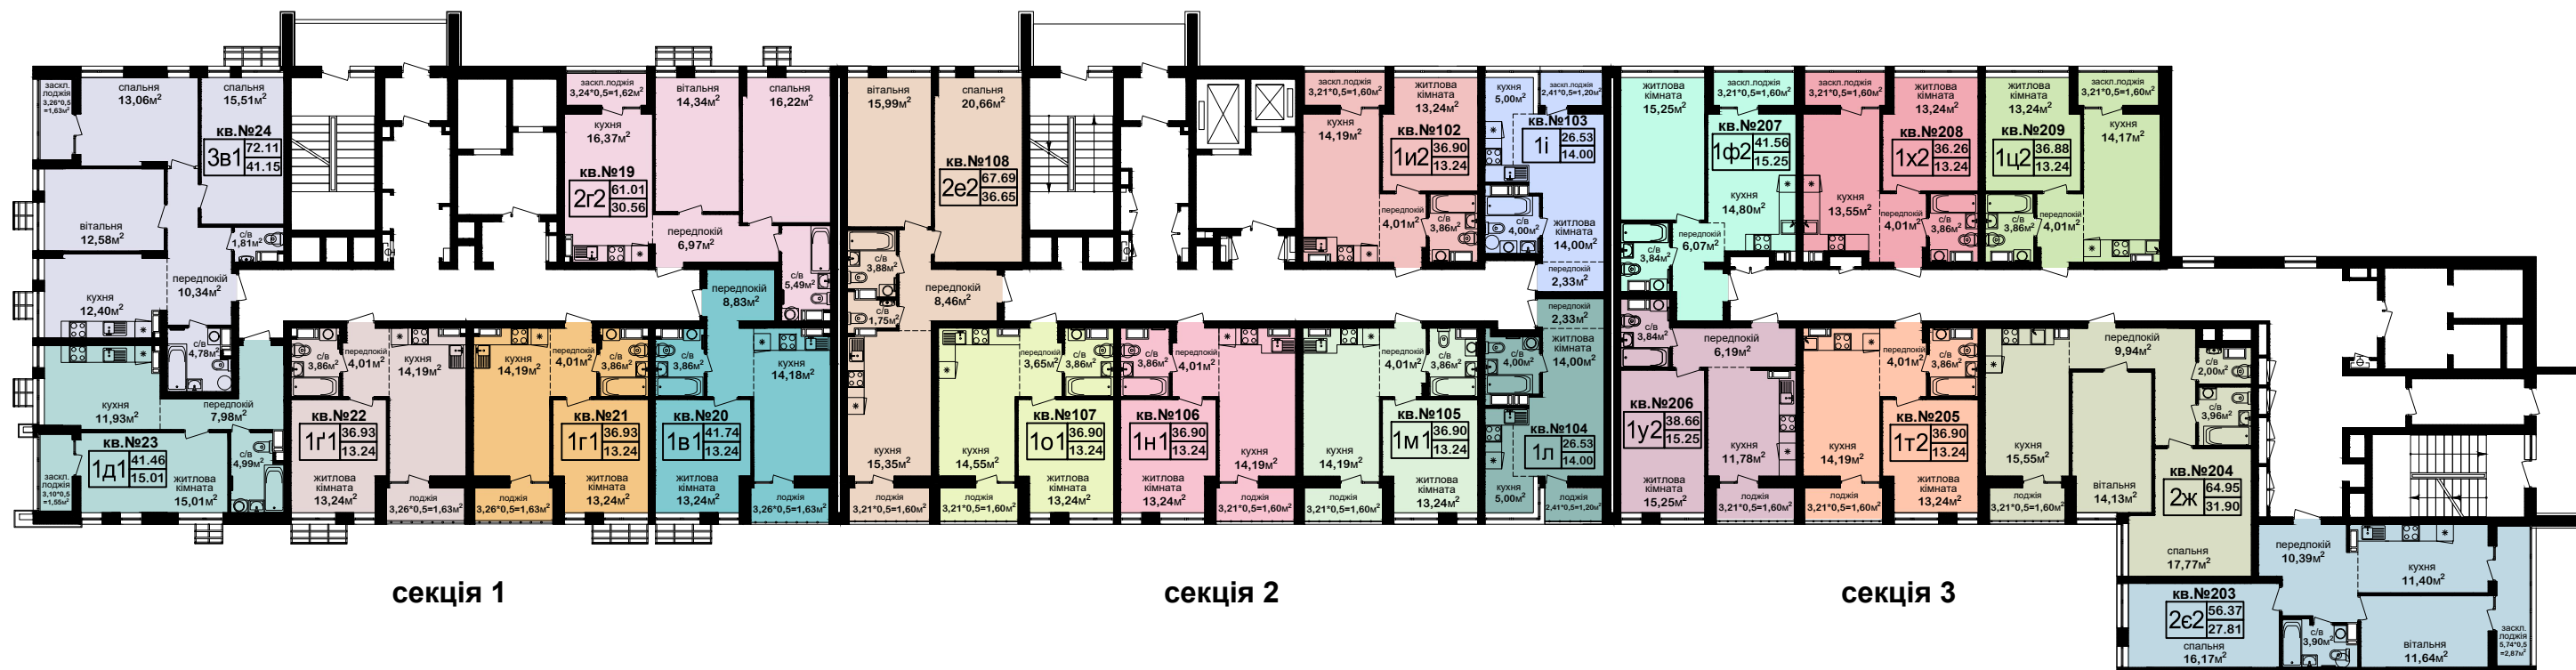 заскл.
лоджія
3,26*0,5
=1,63м²
спальня
13,06м²
спальня
15,51м²
кв.№24
3в1
72.11
41.15
вітальня
12,58м²
с/в
1,81м²
передпокій
10,34м²
кухня
12,40м²
с/в
4,78м²
кухня
11,93м²
передпокій
7,98м²
кв.№23
1д1
41.46
15.01
заскл.
лоджія
3,10*0,5
=1,55м²
житлова
кімната
15,01м²
с/в
4,99м²
с/в
3,86м²
передпокій
4,01м²
кухня
14,19м²
кв.№22
1ґ1
36.93
13.24
житлова
кімната
13,24м²
лоджія
3,26*0,5=1,63м²
кухня
14,19м²
передпокій
4,01м²
с/в
3,86м²
кв.№21
1г1
36.93
13.24
лоджія
3,26*0,5=1,63м²
житлова
кімната
13,24м²
передпокій
8,83м²
с/в
3,86м²
кухня
14,18м²
кв.№20
1в1
41.74
13.24
житлова
кімната
13,24м²
лоджія
3,26*0,5=1,63м²
заскл.лоджія
3,24*0,5=1,62м²
вітальня
14,34м²
спальня
16,22м²
кухня
16,37м²
кв.№19
2г2
61.01
30.56
передпокій
6,97м²
с/в
5,49м²
секція 1
вітальня
15,99м²
спальня
20,66м²
кв.№108
2е2
67.69
36.65
с/в
3,88м²
передпокій
8,46м²
с/в
1,75м²
кухня
15,35м²
лоджія
3,21*0,5=1,60м²
передпокій
3,65м²
с/в
3,86м²
кв.№107
1о1
36.90
13.24
кухня
14,55м²
житлова
кімната
13,24м²
лоджія
3,21*0,5=1,60м²
с/в
3,86м²
передпокій
4,01м²
кв.№106
1н1
36.90
13.24
житлова
кімната
13,24м²
кухня
14,19м²
лоджія
3,21*0,5=1,60м²
передпокій
4,01м²
с/в
3,86м²
кв.№105
1м1
36.90
13.24
кухня
14,19м²
житлова
кімната
13,24м²
лоджія
3,21*0,5=1,60м²
заскл.лоджія
3,21*0,5=1,60м²
житлова
кімната
13,24м²
кухня
14,19м²
кв.№102
1и2
36.90
13.24
передпокій
4,01м²
с/в
3,86м²
кухня
5,00м²
заскл.лоджія
2,41*0,5=1,20м²
кв.№103
1і
26.53
14.00
с/в
4,00м²
житлова
кімната
14,00м²
передпокій
2,33м²
передпокій
2,33м²
житлова
кімната
14,00м²
с/в
4,00м²
кв.№104
1л
26.53
14.00
кухня
5,00м²
лоджія
2,41*0,5=1,20м²
секція 2
житлова
кімната
15,25м²
заскл.лоджія
3,21*0,5=1,60м²
кв.№207
1ф2
41.56
15.25
кухня
14,80м²
передпокій
6,07м²
с/в
3,84м²
заскл.лоджія
3,21*0,5=1,60м²
житлова
кімната
13,24м²
кв.№208
1х2
36.26
13.24
кухня
13,55м²
передпокій
4,01м²
с/в
3,86м²
житлова
кімната
13,24м²
заскл.лоджія
3,21*0,5=1,60м²
кв.№209
1ц2
36.88
13.24
кухня
14,17м²
с/в
3,86м²
передпокій
4,01м²
с/в
3,84м²
передпокій
6,19м²
кв.№206
1у2
38.66
15.25
кухня
11,78м²
житлова
кімната
15,25м²
лоджія
3,21*0,5=1,60м²
передпокій
4,01м²
с/в
3,86м²
кв.№205
1т2
36.90
13.24
кухня
14,19м²
житлова
кімната
13,24м²
лоджія
3,21*0,5=1,60м²
передпокій
9,94м²
с/в
2,00м²
с/в
3,96м²
кухня
15,55м²
лоджія
3,21*0,5=1,60м²
вітальня
14,13м²
кв.№204
2ж
64.95
31.90
спальня
17,77м²
передпокій
10,39м²
кухня
11,40м²
кв.№203
2є2
56.37
27.81
спальня
16,17м²
с/в
3,90м²
вітальня
11,64м²
заскл.
лоджія
5,74*0,5
=2,87м²
секція 3